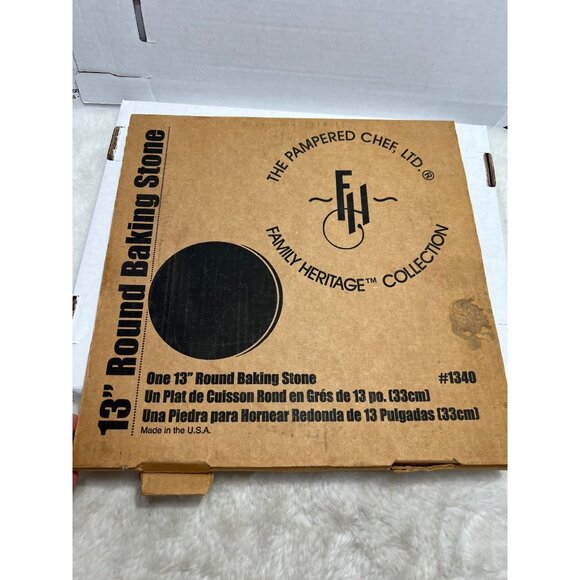 13” Round Baking Stone
THE PAMPERED CHEF, LTD.®
FH
FAMILY HERITAGE™ COLLECTION
One 13” Round Baking Stone #1340
Un Plat de Cuisson Rond en Grés de 13 po. (33cm)
Una Piedra para Hornear Redonda de 13 Pulgadas (33cm)
Made in the U.S.A.